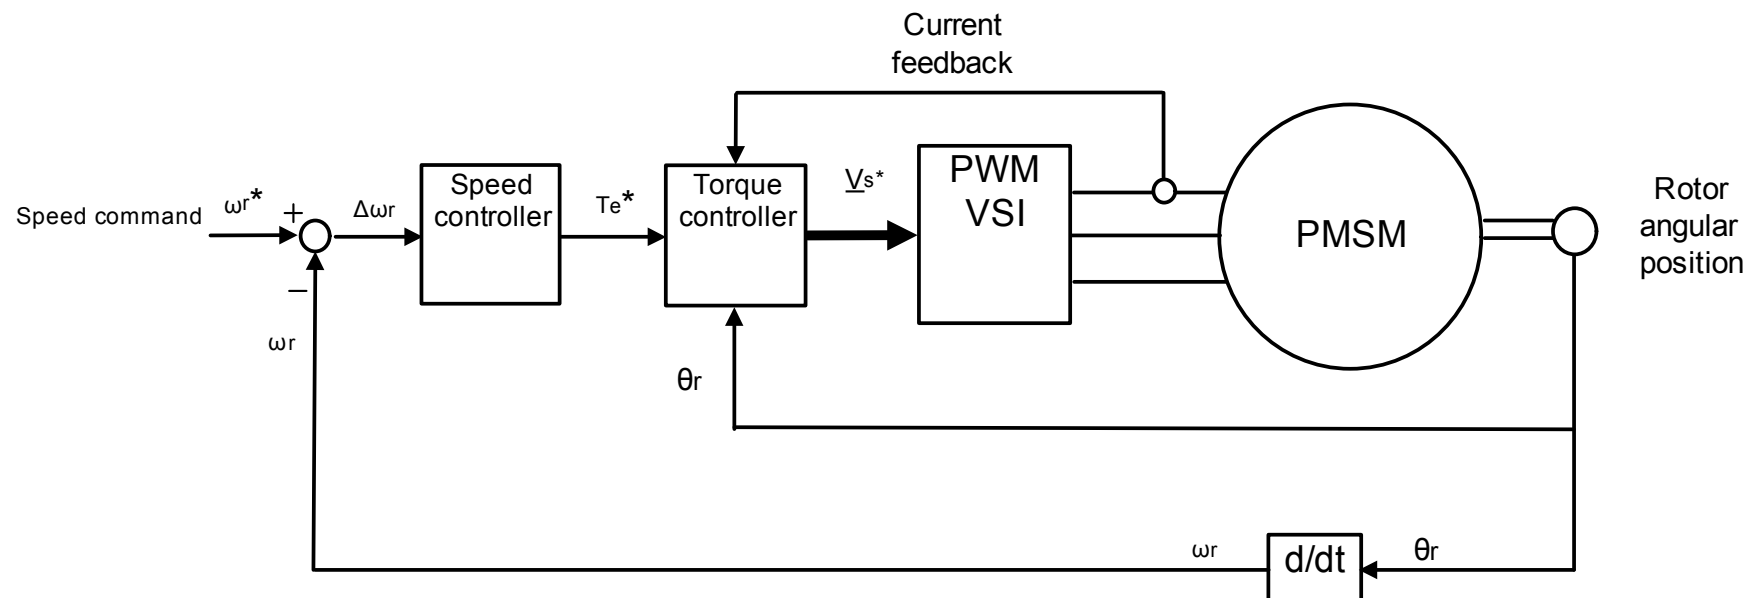 Current
feedback
Speed command
ωr*
+
−
Δωr
Speed
controller
Te*
Torque
controller
Vs*
PWM
VSI
PMSM
Rotor
angular
position
ωr
θr
ωr
d/dt
θr